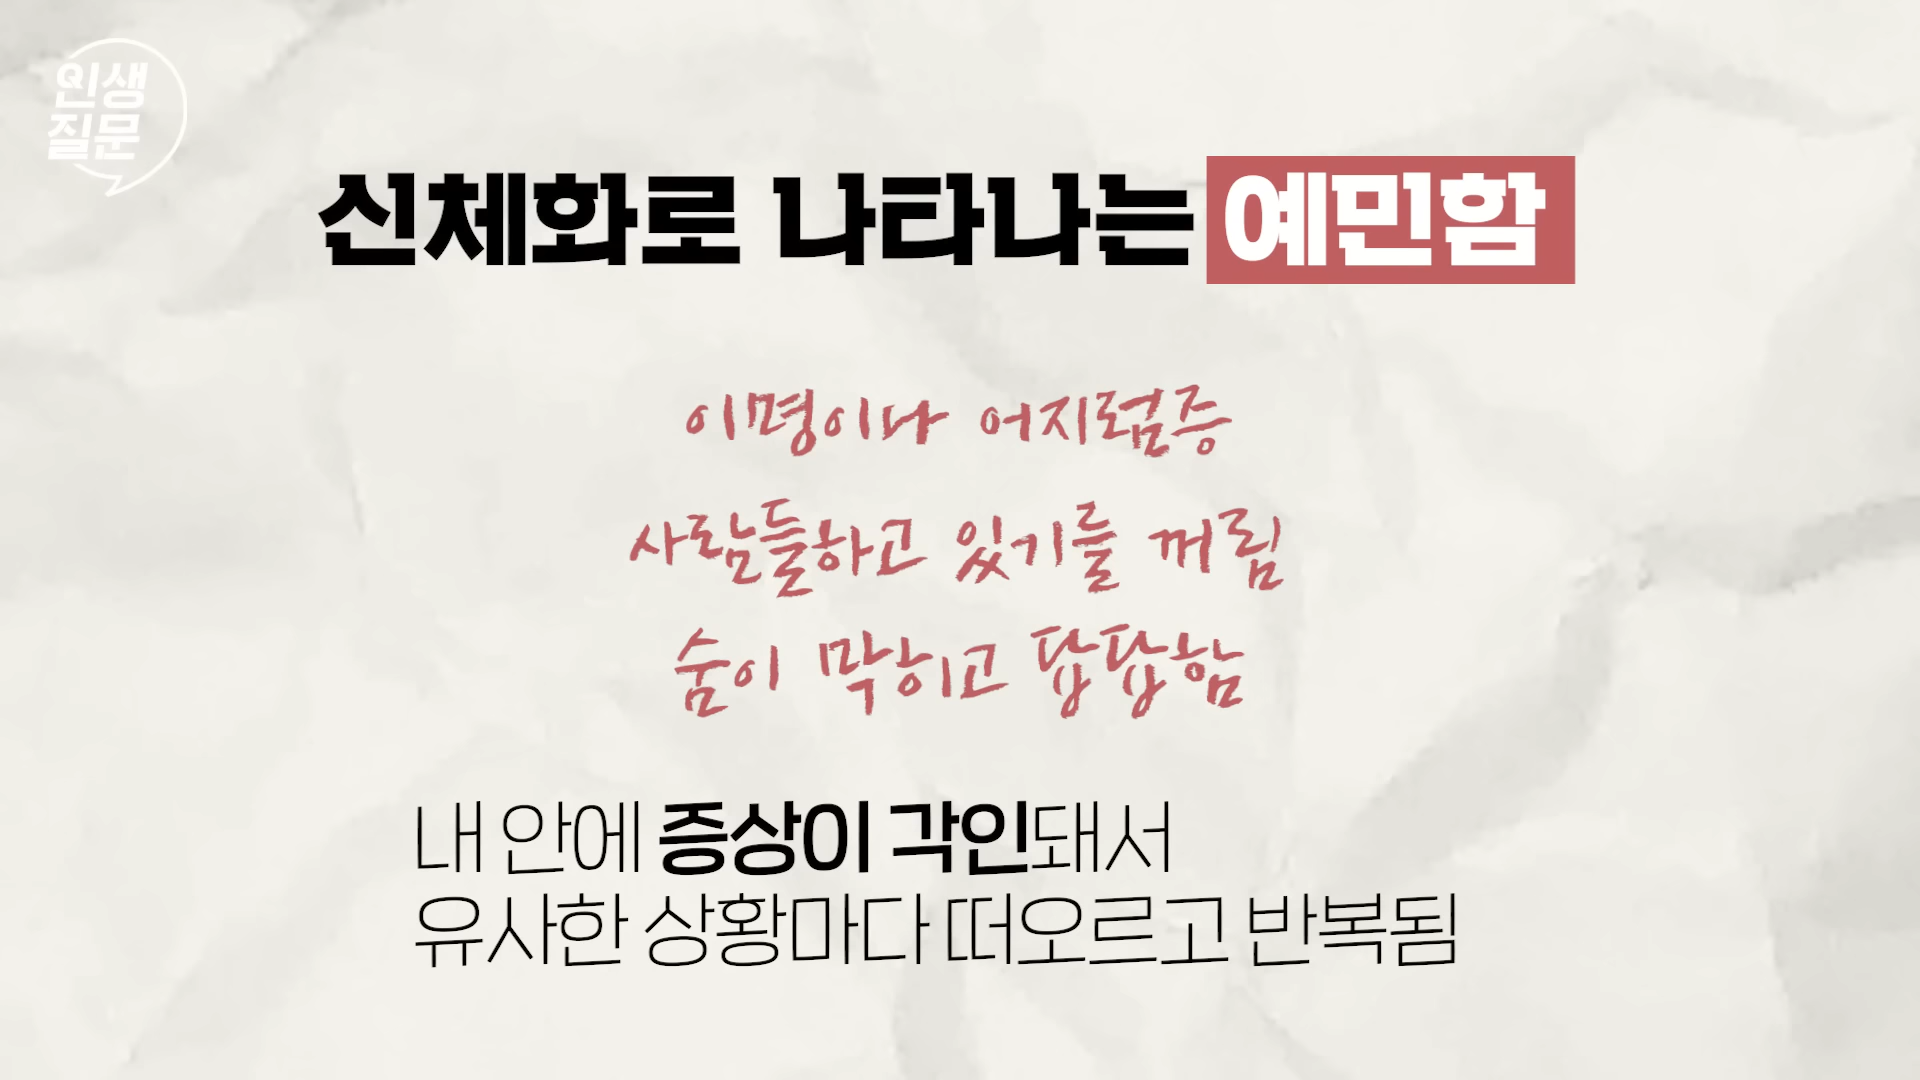 인생
질문
신체화로 나타나는 예민함
이명이나 어지럼증
사람들하고 있기를 꺼림
숨이 막히고 답답함
내 안에 증상이 각인돼서
유사한 상황마다 떠오르고 반복됨